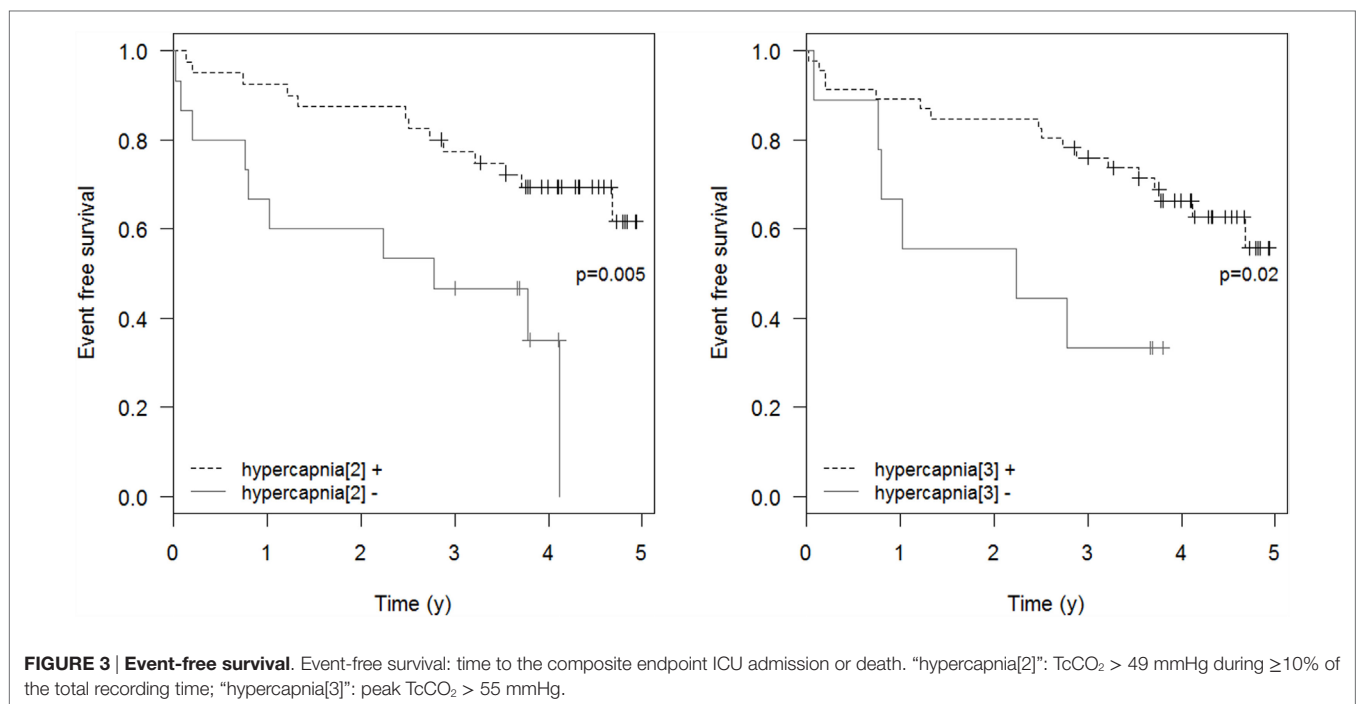 1.0
0.8
0.6
0.4
0.2
0.0
Event free survival
p=0.005
hypercapnia[2] +
hypercapnia[2] -
0 1 2 3 4 5
Time (y)
1.0
0.8
0.6
0.4
0.2
0.0
Event free survival
p=0.02
hypercapnia[3] +
hypercapnia[3] -
0 1 2 3 4 5
Time (y)
FIGURE 3 | Event-free survival. Event-free survival: time to the composite endpoint ICU admission or death. “hypercapnia[2]”: TcCO₂ > 49 mmHg during ≥10% of
the total recording time; “hypercapnia[3]”: peak TcCO₂ > 55 mmHg.